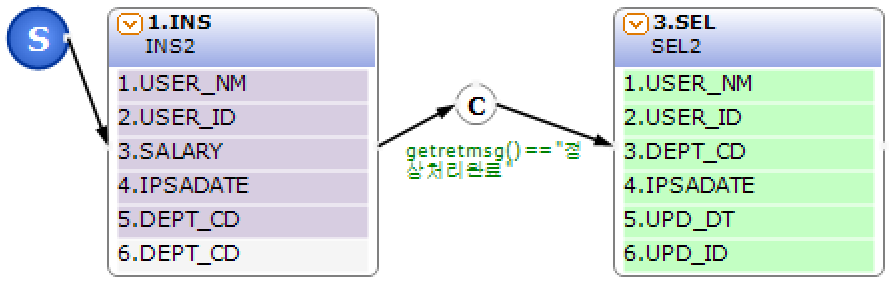 S
1.INS
INS2
1.USER_NM
2.USER_ID
3.SALARY
4.IPSADATE
5.DEPT_CD
6.DEPT_CD
C
getretmsg()=="정
상처리완료"
3.SEL
SEL2
1.USER_NM
2.USER_ID
3.DEPT_CD
4.IPSADATE
5.UPD_DT
6.UPD_ID